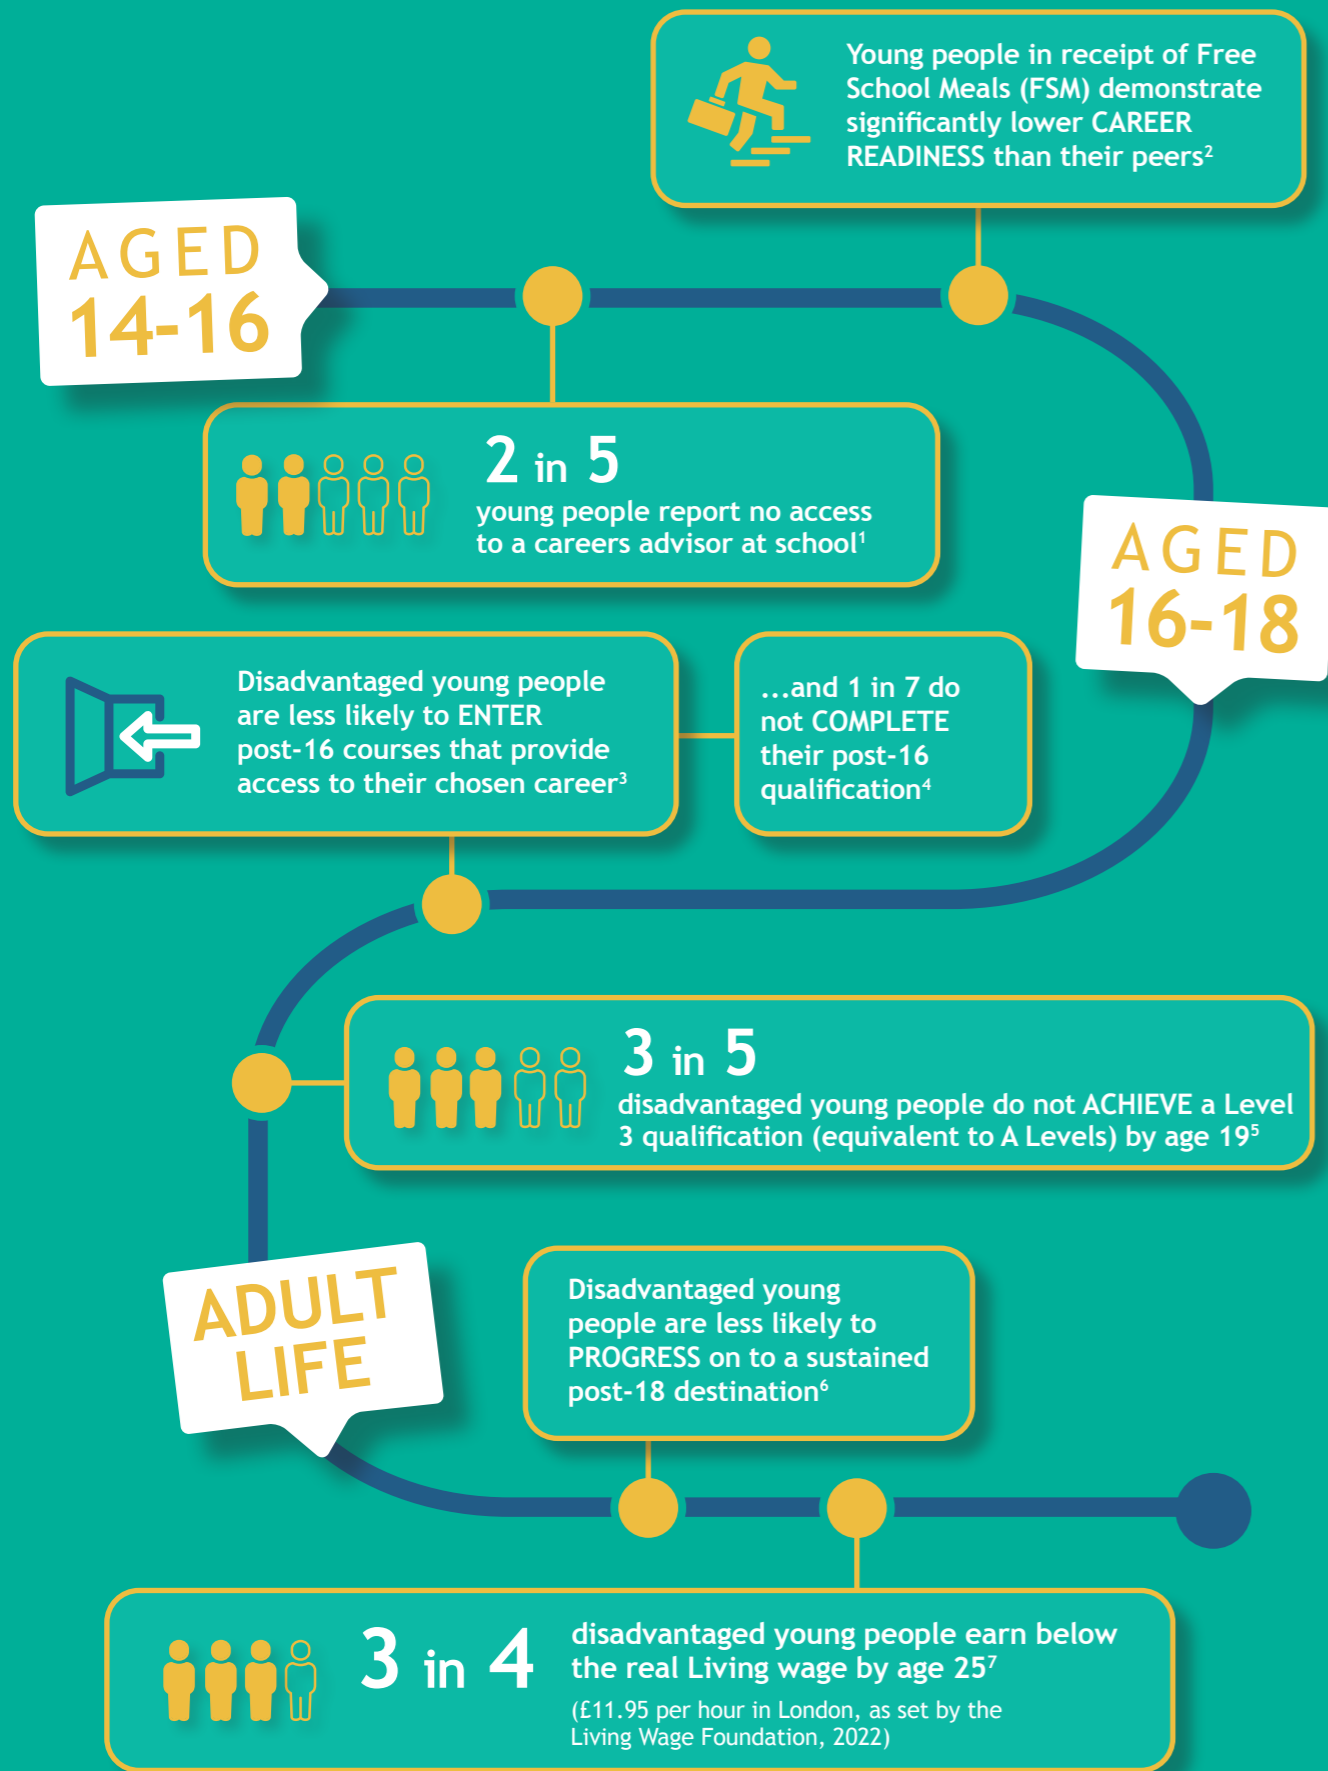 Young people in receipt of Free
School Meals (FSM) demonstrate
significantly lower CAREER
READINESS than their peers²
AGED
14-16
2 in 5
young people report no access
to a careers advisor at school¹
AGED
16-18
Disadvantaged young people
are less likely to ENTER
post-16 courses that provide
access to their chosen career³
...and 1 in 7 do
not COMPLETE
their post-16
qualification⁴
3 in 5
disadvantaged young people do not ACHIEVE a Level
3 qualification (equivalent to A Levels) by age 19⁵
ADULT
LIFE
Disadvantaged young
people are less likely to
PROGRESS on to a sustained
post-18 destination⁶
3 in 4
disadvantaged young people earn below
the real Living wage by age 25⁷
(£11.95 per hour in London, as set by the
Living Wage Foundation, 2022)